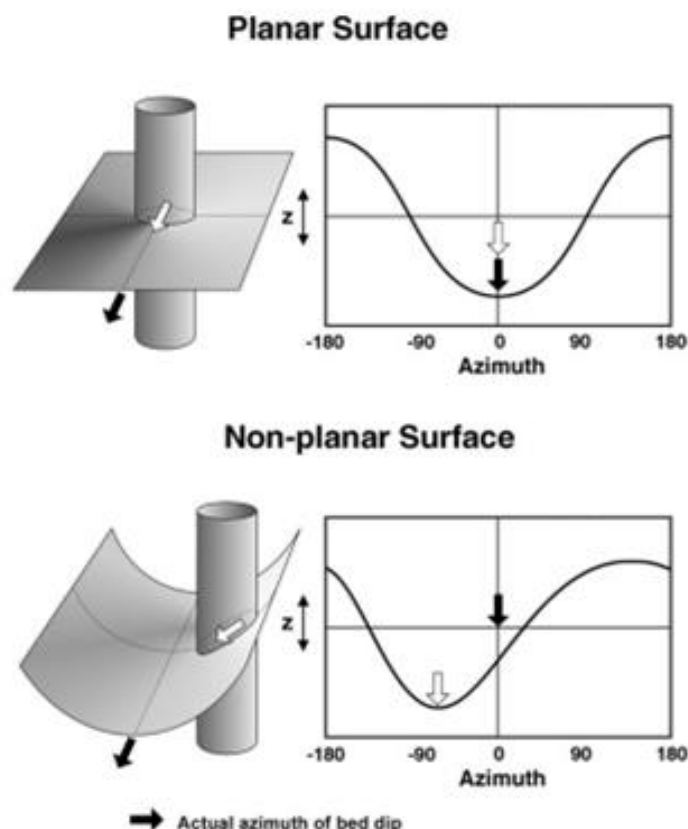 Planar Surface
Z
-180 -90 0 90 180
Azimuth
Non-planar Surface
Z
-180 -90 0 90 180
Azimuth
Actual azimuth of bed dip